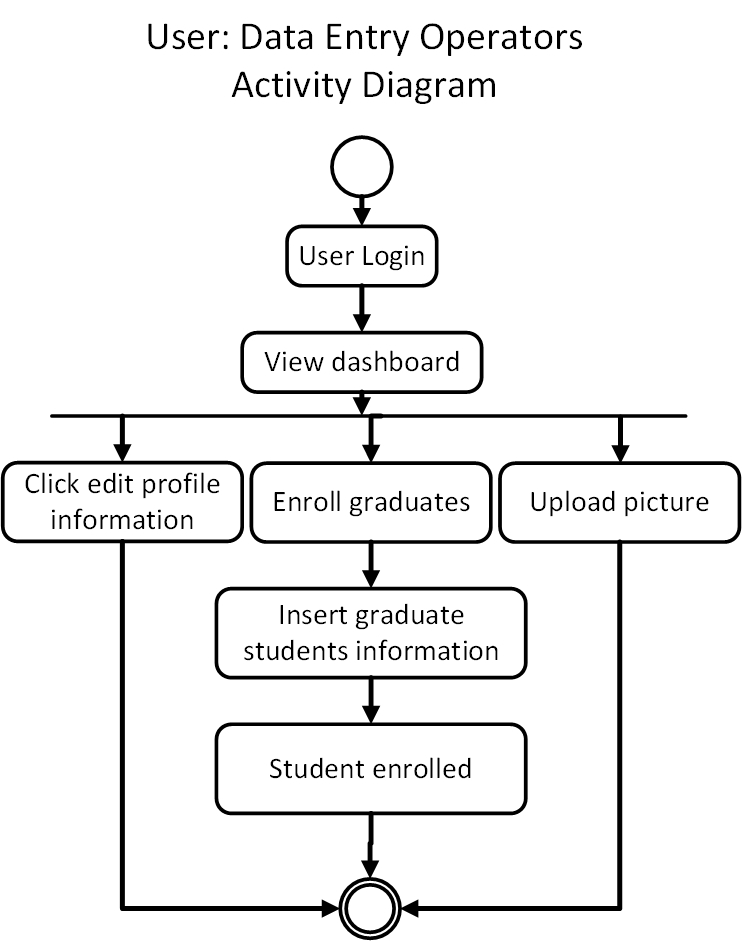 User: Data Entry Operators
Activity Diagram
User Login
View dashboard
Click edit profile
information
Enroll graduates
Upload picture
Insert graduate
students information
Student enrolled